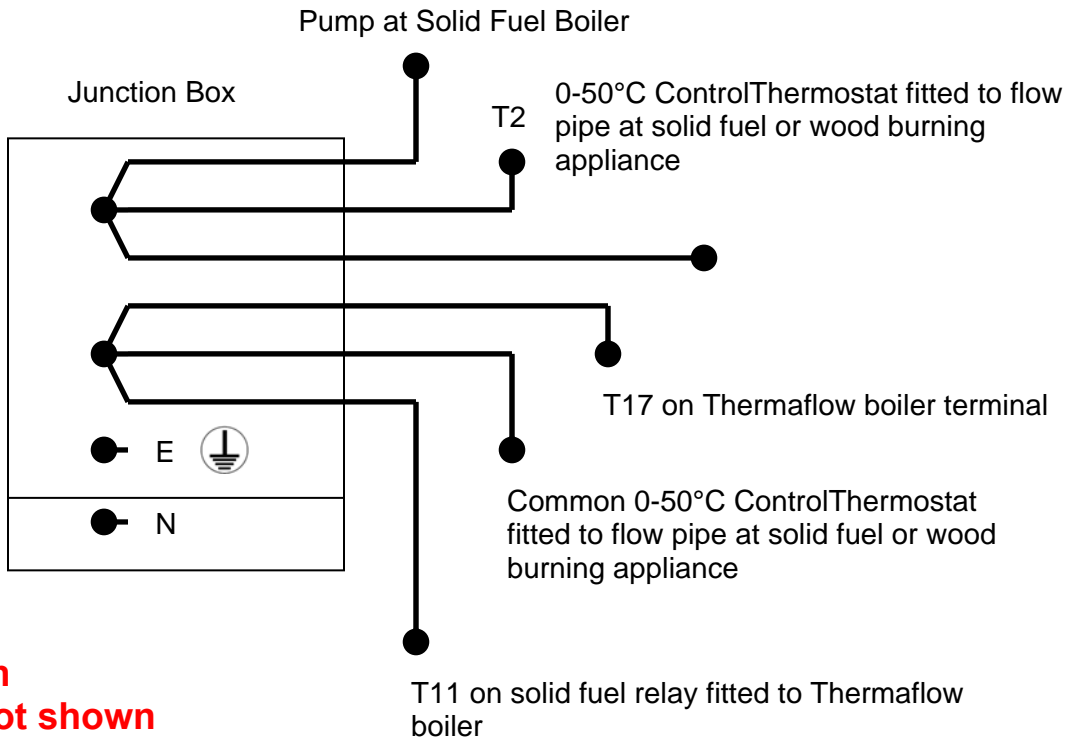 Pump at Solid Fuel Boiler
Junction Box
T2
0-50°C ControlThermostat fitted to flow
pipe at solid fuel or wood burning
appliance
T17 on Thermaflow boiler terminal
E
N
Common 0-50°C ControlThermostat
fitted to flow pipe at solid fuel or wood
burning appliance
ot shown
T11 on solid fuel relay fitted to Thermaflow
boiler